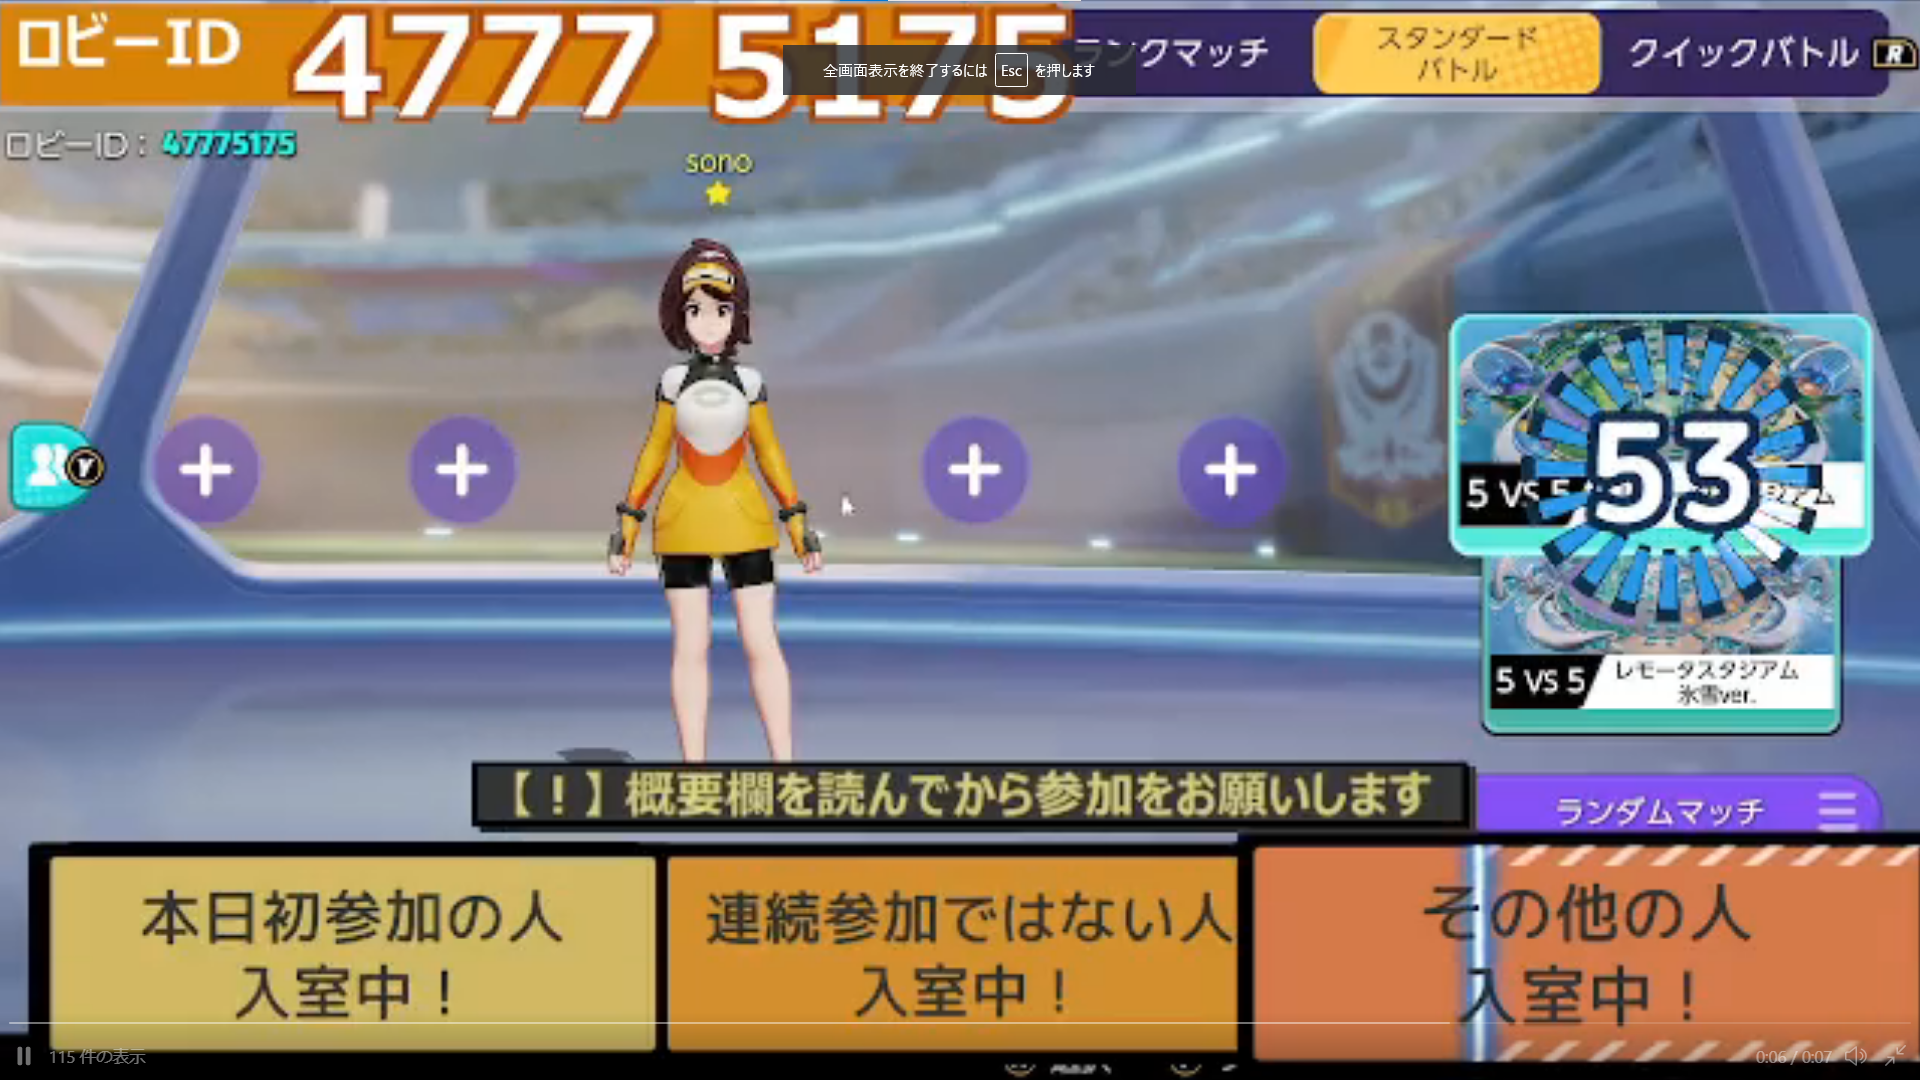 ロビーID
4777 5175
全画面表示を終了するには Esc を押します
ランクマッチ
スタンダード
バトル
クイックバトル
R
ロビーID： 47775175
sono
Y
53
5 VS 5
5 VS 5
レモータスタジアム
氷雪ver.
【！】概要欄を読んでから参加をお願いします
ランダムマッチ
本日初参加の人
入室中！
連続参加ではない人
入室中！
その他の人
入室中！
115 件の表示
0:06 / 0:07